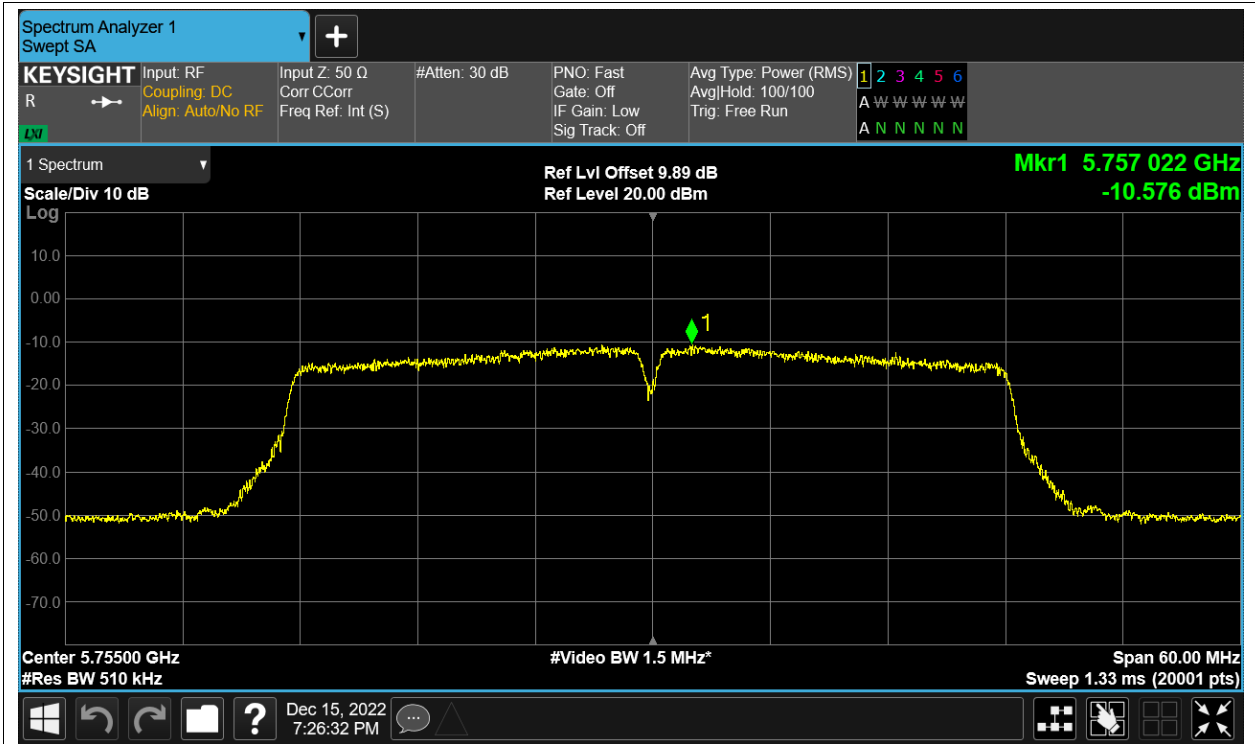 Spectrum Analyzer 1
Swept SA
KEYSIGHT
R
LXI
Input: RF
Coupling: DC
Align: Auto/No RF
Input Z: 50 Ω
Corr CCorr
Freq Ref: Int (S)
#Atten: 30 dB
PNO: Fast
Gate: Off
IF Gain: Low
Sig Track: Off
Avg Type: Power (RMS)
Avg|Hold: 100/100
Trig: Free Run
1 2 3 4 5 6
A W W W W W
A N N N N N
1 Spectrum
Scale/Div 10 dB
Log
Ref Lvl Offset 9.89 dB
Ref Level 20.00 dBm
Mkr1 5.757 022 GHz
-10.576 dBm
10.0
0.00
-10.0
-20.0
-30.0
-40.0
-50.0
-60.0
-70.0
1
Center 5.75500 GHz
#Res BW 510 kHz
#Video BW 1.5 MHz*
Span 60.00 MHz
Sweep 1.33 ms (20001 pts)
?
Dec 15, 2022
7:26:32 PM